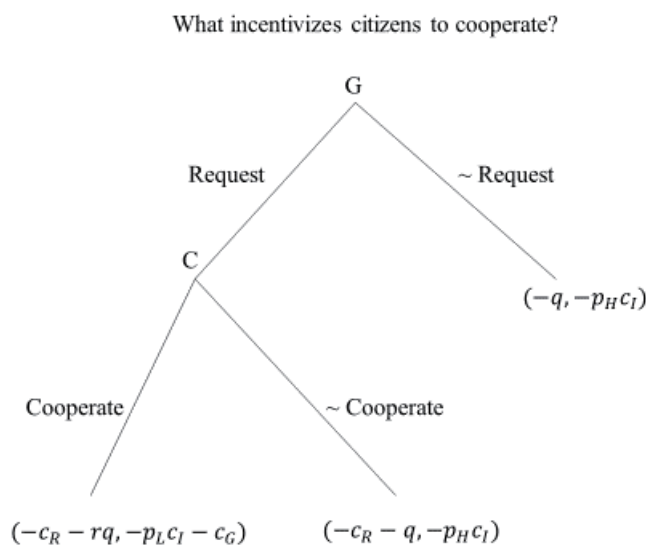 What incentivizes citizens to cooperate?
G
Request
~ Request
C
(−q, −p_H c_I)
Cooperate
~ Cooperate
(−c_R − rq, −p_L c_I − c_G)
(−c_R − q, −p_H c_I)